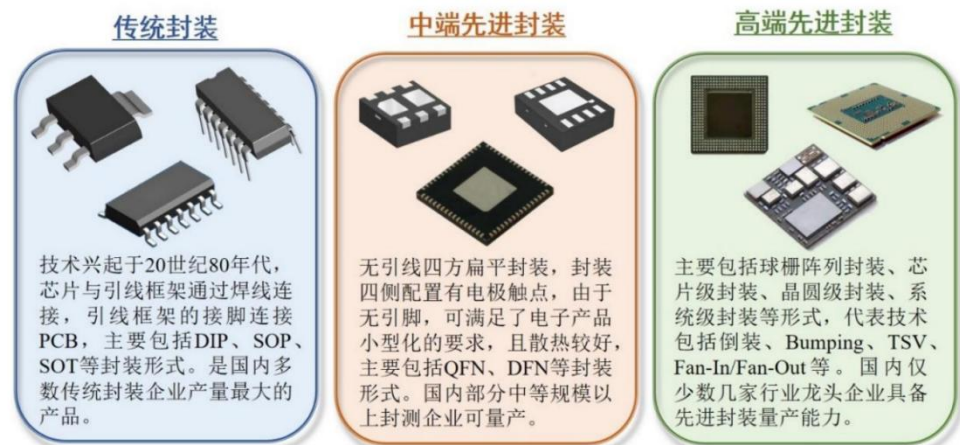 传统封装
技术兴起于20世纪80年代，
芯片与引线框架通过焊线连
接，引线框架的接脚连接
PCB，主要包括DIP、SOP、
SOT等封装形式。是国内多
数传统封装企业产量最大的
产品。
中端先进封装
无引线四方扁平封装，封装
四侧配置有电极触点，由于
无引脚，可满足了电子产品
小型化的要求，且散热较好，
主要包括QFN、DFN等封装
形式。国内部分中等规模以
上封测企业可量产。
高端先进封装
主要包括球栅阵列封装、芯
片级封装、晶圆级封装、系
统级封装等形式，代表技术
包括倒装、Bumping、TSV、
Fan-In/Fan-Out等。国内仅
少数几家行业龙头企业具备
先进封装量产能力。